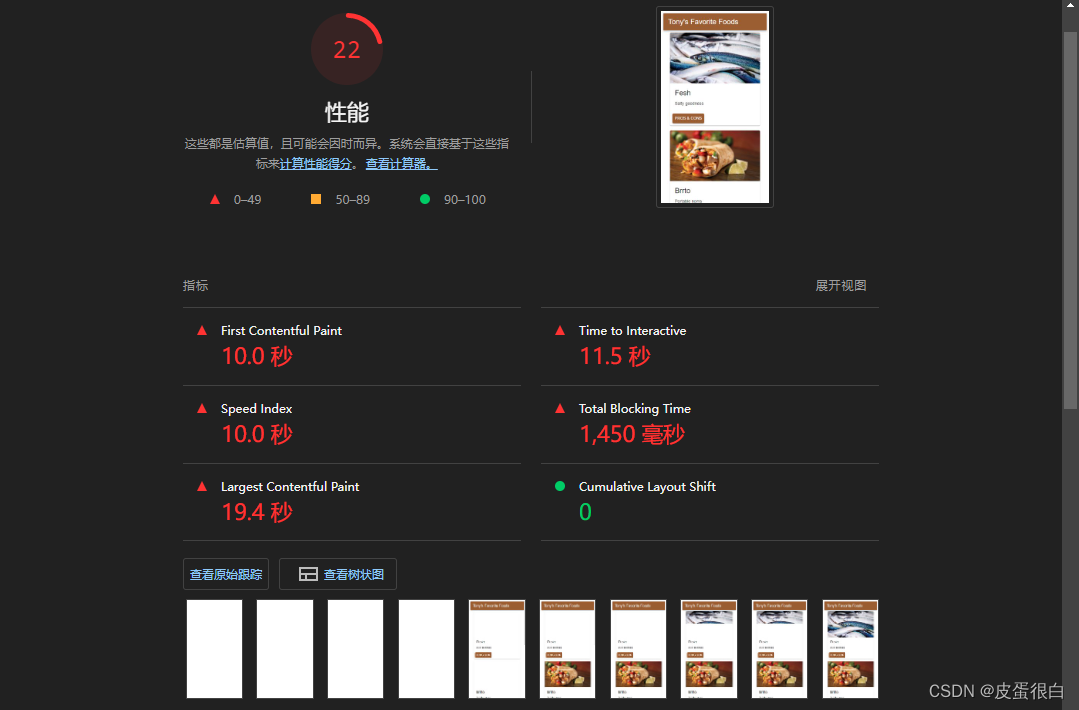 22
性能
这些都是估算值，且可能会因时而异。系统会直接基于这些指
标来计算性能得分。 查看计算器。
0–49
50–89
90–100
Tony's Favorite Foods
Fesh
Salty goodness
PROS & CONS
Brrto
指标
展开视图
First Contentful Paint
10.0 秒
Time to Interactive
11.5 秒
Speed Index
10.0 秒
Total Blocking Time
1,450 毫秒
Largest Contentful Paint
19.4 秒
Cumulative Layout Shift
0
查看原始跟踪
查看树状图
CSDN @皮蛋很白